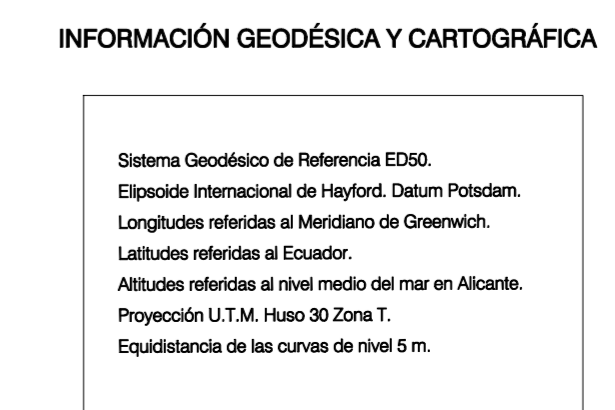 INFORMACIÓN GEODÉSICA Y CARTOGRÁFICA
Sistema Geodésico de Referencia ED50.
Elipsoide Internacional de Hayford. Datum Potsdam.
Longitudes referidas al Meridiano de Greenwich.
Latitudes referidas al Ecuador.
Altitudes referidas al nivel medio del mar en Alicante.
Proyección U.T.M. Huso 30 Zona T.
Equidistancia de las curvas de nivel 5 m.